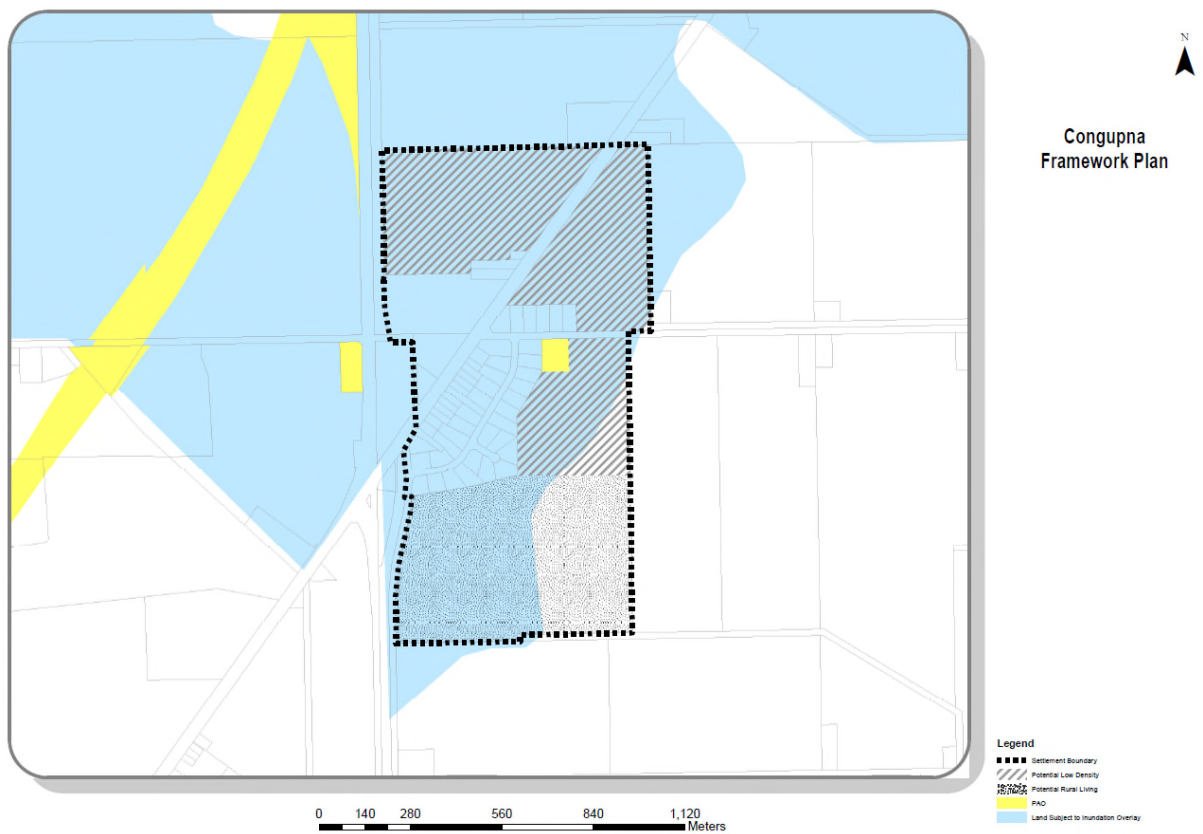 N
Congupna
Framework Plan
Legend
Settlement Boundary
Potential Low Density
Potential Rural Living
PAO
Land Subject to Inundation Overlay
0 140 280 560 840 1,120
Meters